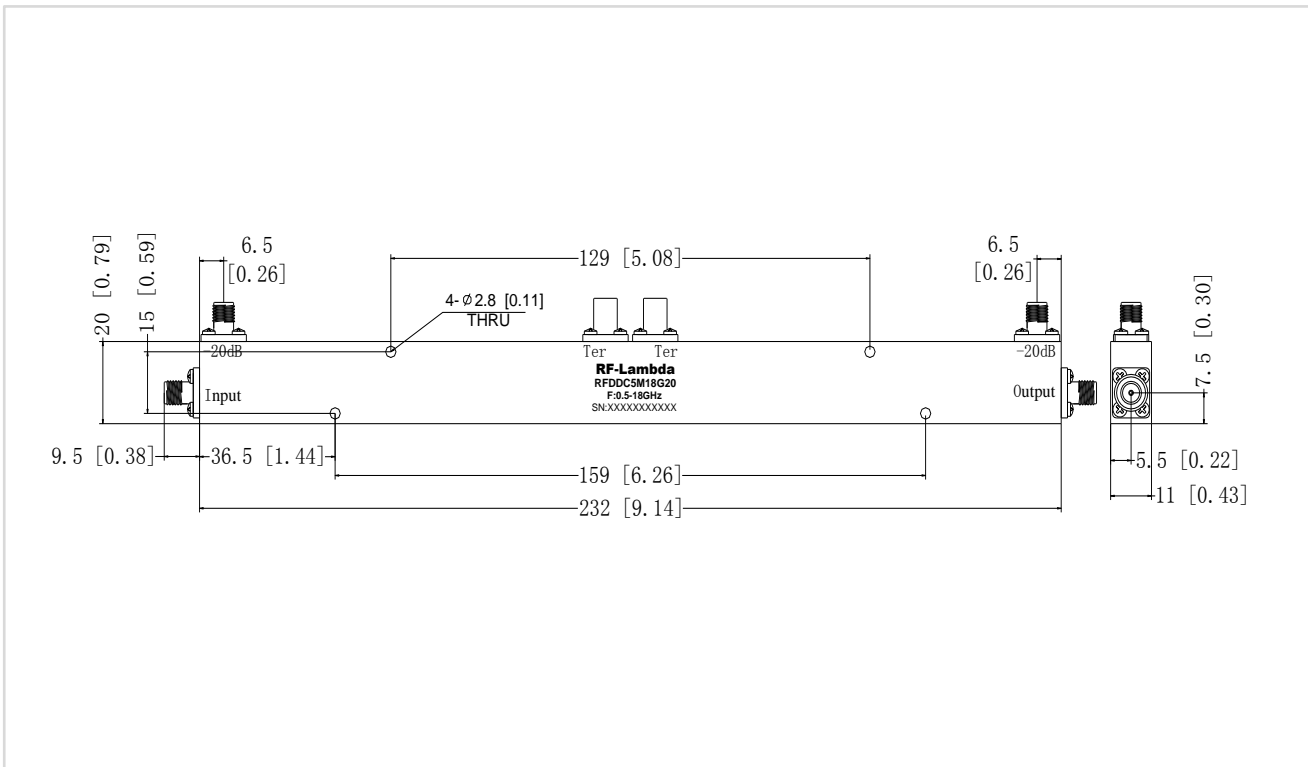 20 [0.79]
15 [0.59]
6.5
[0.26]
4-Ø2.8 [0.11]
THRU
129 [5.08]
6.5
[0.26]
7.5 [0.30]
-20dB
Ter
Ter
-20dB
RF-Lambda
RFDDC5M18G20
F:0.5-18GHz
SN:XXXXXXXXXXX
Input
Output
9.5 [0.38]
36.5 [1.44]
159 [6.26]
232 [9.14]
5.5 [0.22]
11 [0.43]